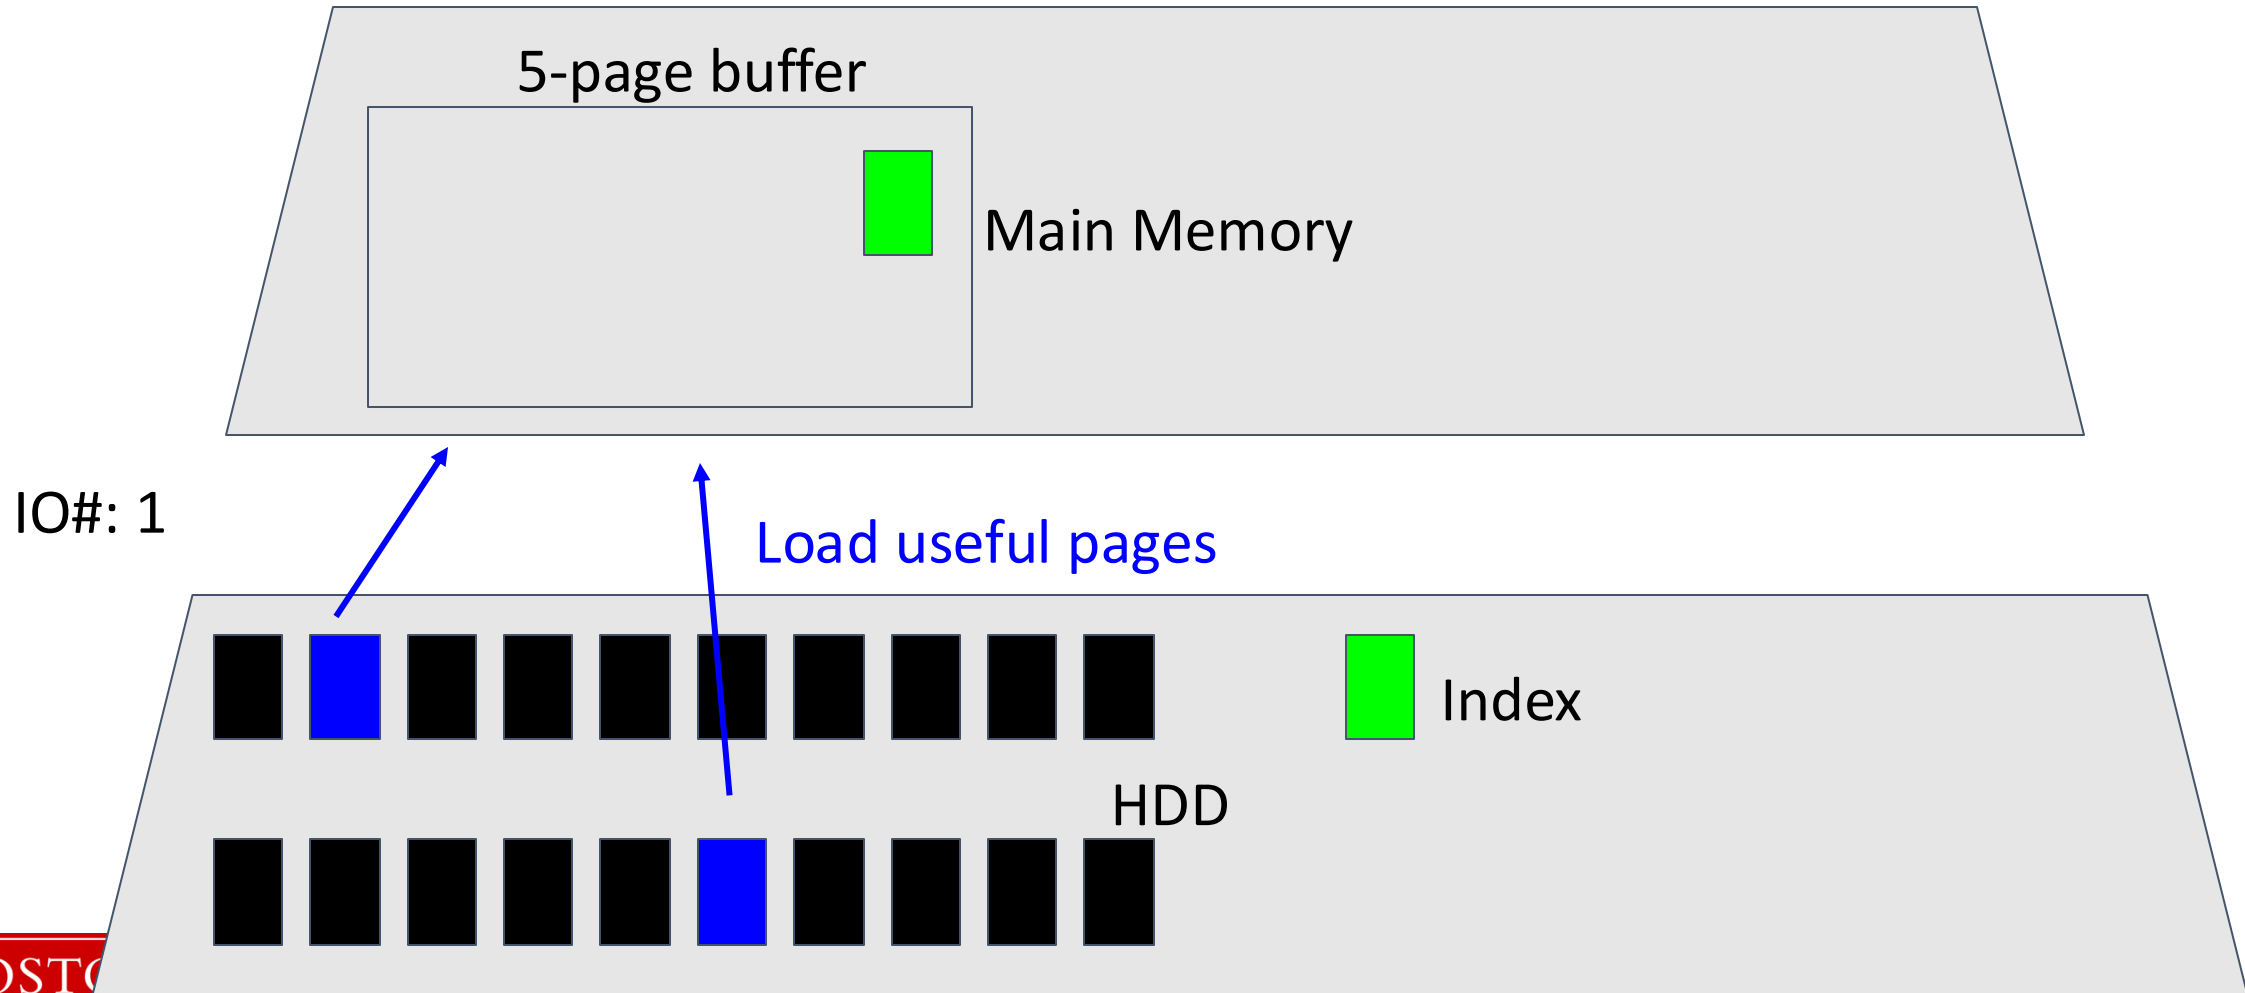 5-page buffer
Main Memory
IO#: 1
Load useful pages
Index
HDD